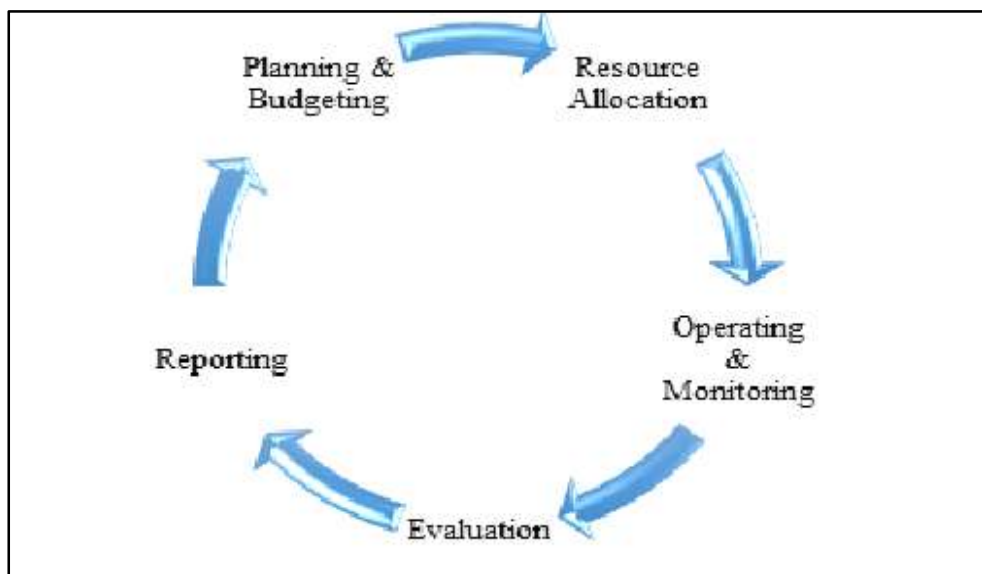 Planning &
Budgeting
Resource
Allocation
Operating
&
Monitoring
Evaluation
Reporting